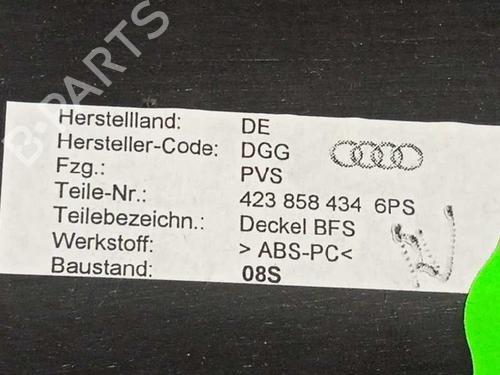 B-PARTS
Herstellland: DE
Hersteller-Code: DGG
Fzg.: PVS
Teile-Nr.: 423 858 434 6PS
Teilebezeichn.: Deckel BFS
Werkstoff: > ABS-PC<
Baustand: 08S